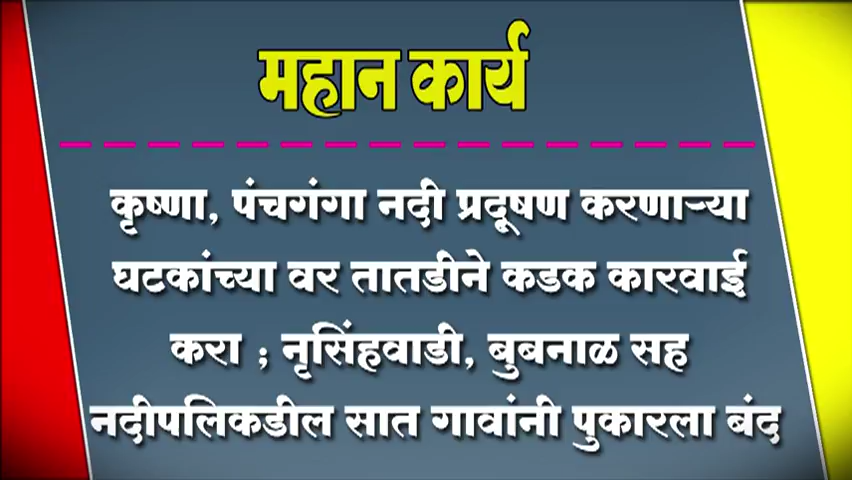 महान कार्य
कृष्णा, पंचगंगा नदी प्रदूषण करणाऱ्या
घटकांच्या वर तातडीने कडक कारवाई
करा ; नृसिंहवाडी, बुबनाळ सह
नदीपलिकडील सात गावांनी पुकारला बंद